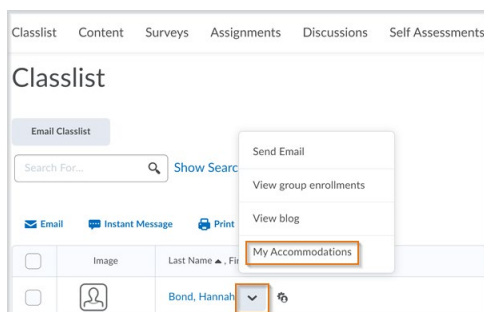 Classlist Content Surveys Assignments Discussions Self Assessments
Classlist
Email Classlist
Search For... Show Searc
Send Email
View group enrollments
View blog
My Accommodations
Email Instant Message Print
Image Last Name ▲ , Fi
Bond, Hannah